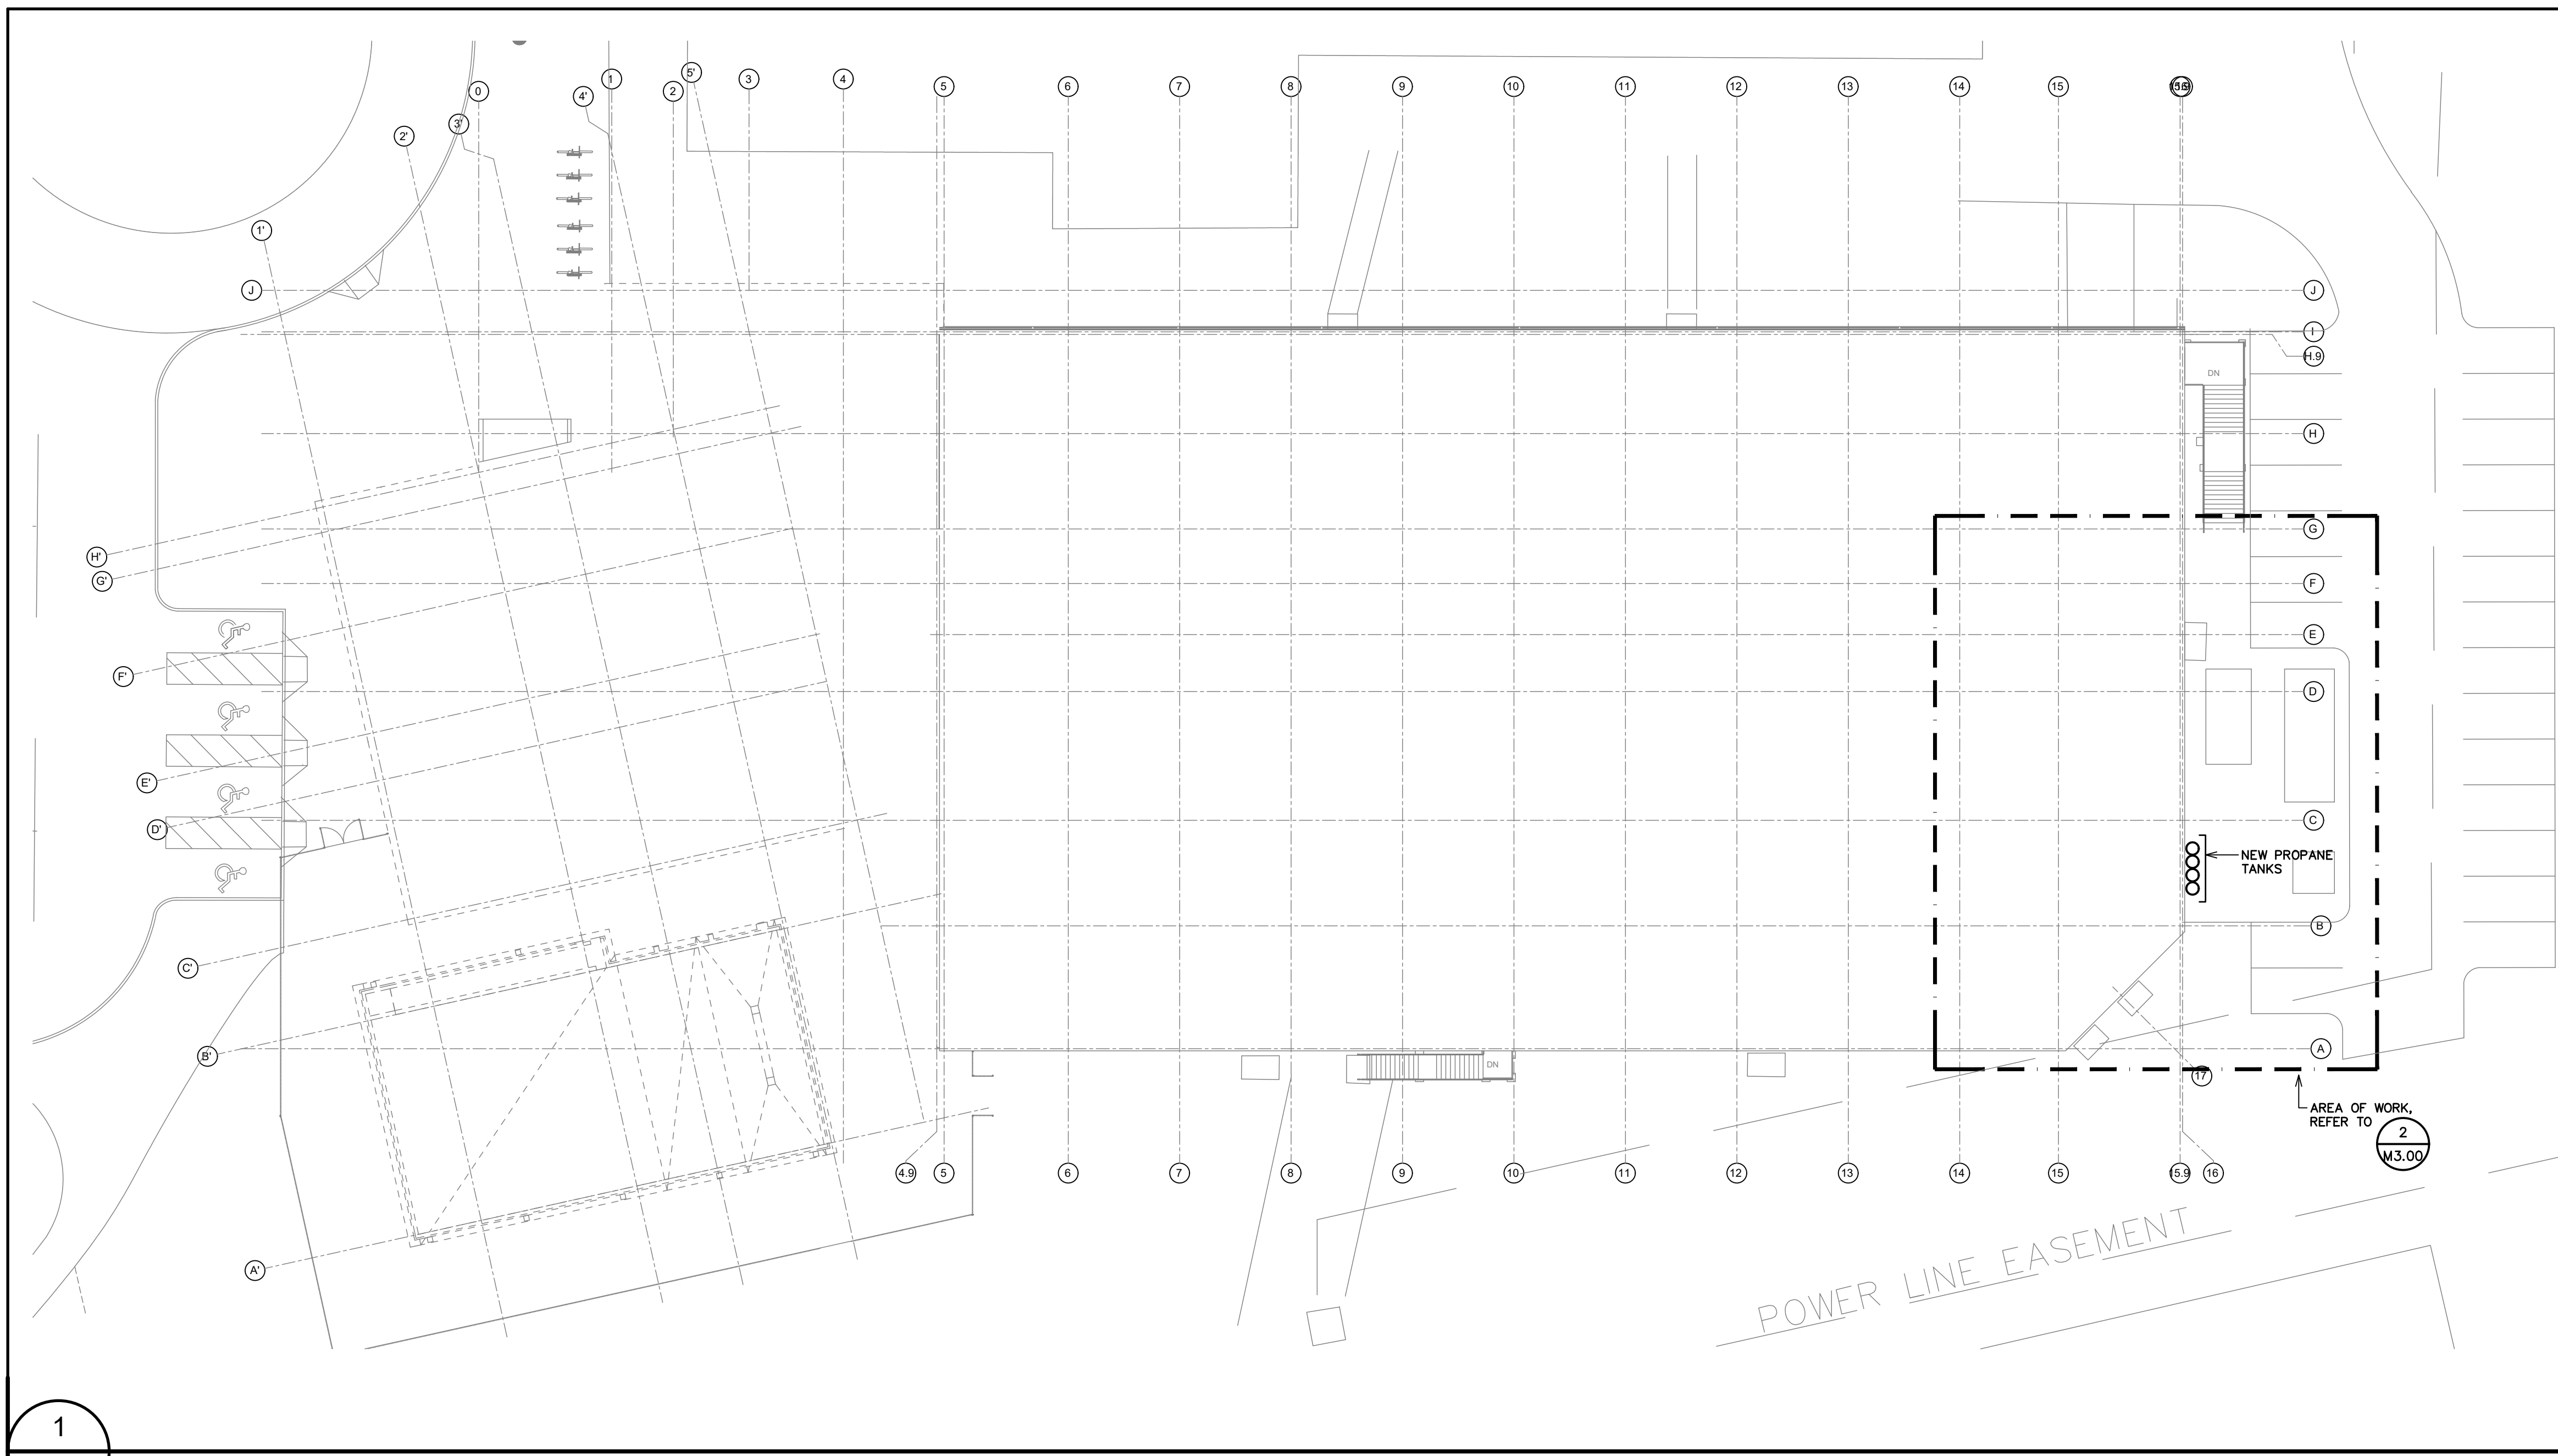 5'
1
3
4
5
6
7
8
9
10
11
12
13
14
15
0
2
4'
3'
2'
1'
J
J
I
H.9
DN
H
G
H'
G'
F
E
F'
D
E'
C
D'
NEW PROPANE
TANKS
B
C'
A
B'
DN
17
AREA OF WORK,
REFER TO
2
M3.00
4.9
5
6
7
8
9
10
11
12
13
14
15
15.9
16
A'
POWER LINE EASEMENT
1